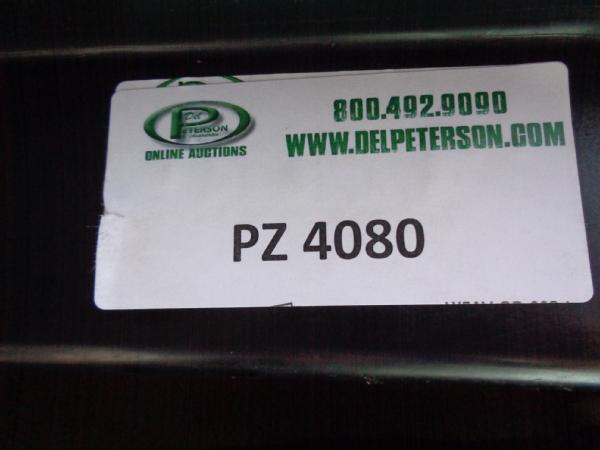 Del
PETERSON
ONLINE AUCTIONS
800.492.9090
WWW.DELPETERSON.COM
PZ 4080